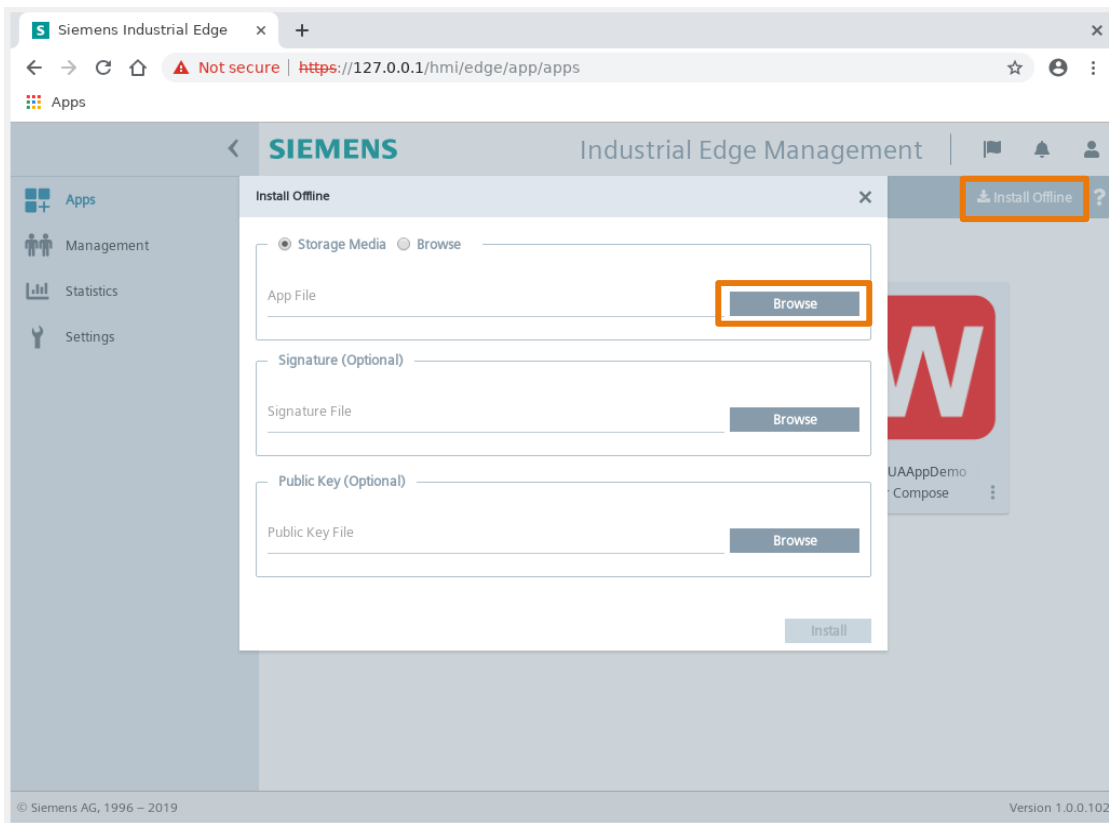 S Siemens Industrial Edge
Not secure | https://127.0.0.1/hmi/edge/app/apps
Apps
SIEMENS Industrial Edge Management
Apps Install Offline ? Install Offline
Management
Storage Media Browse
Statistics
App File Browse
Settings
Signature (Optional)
Signature File Browse
W
UAAppDemo
Compose
Public Key (Optional)
Public Key File Browse
Install
© Siemens AG, 1996 – 2019 Version 1.0.0.102